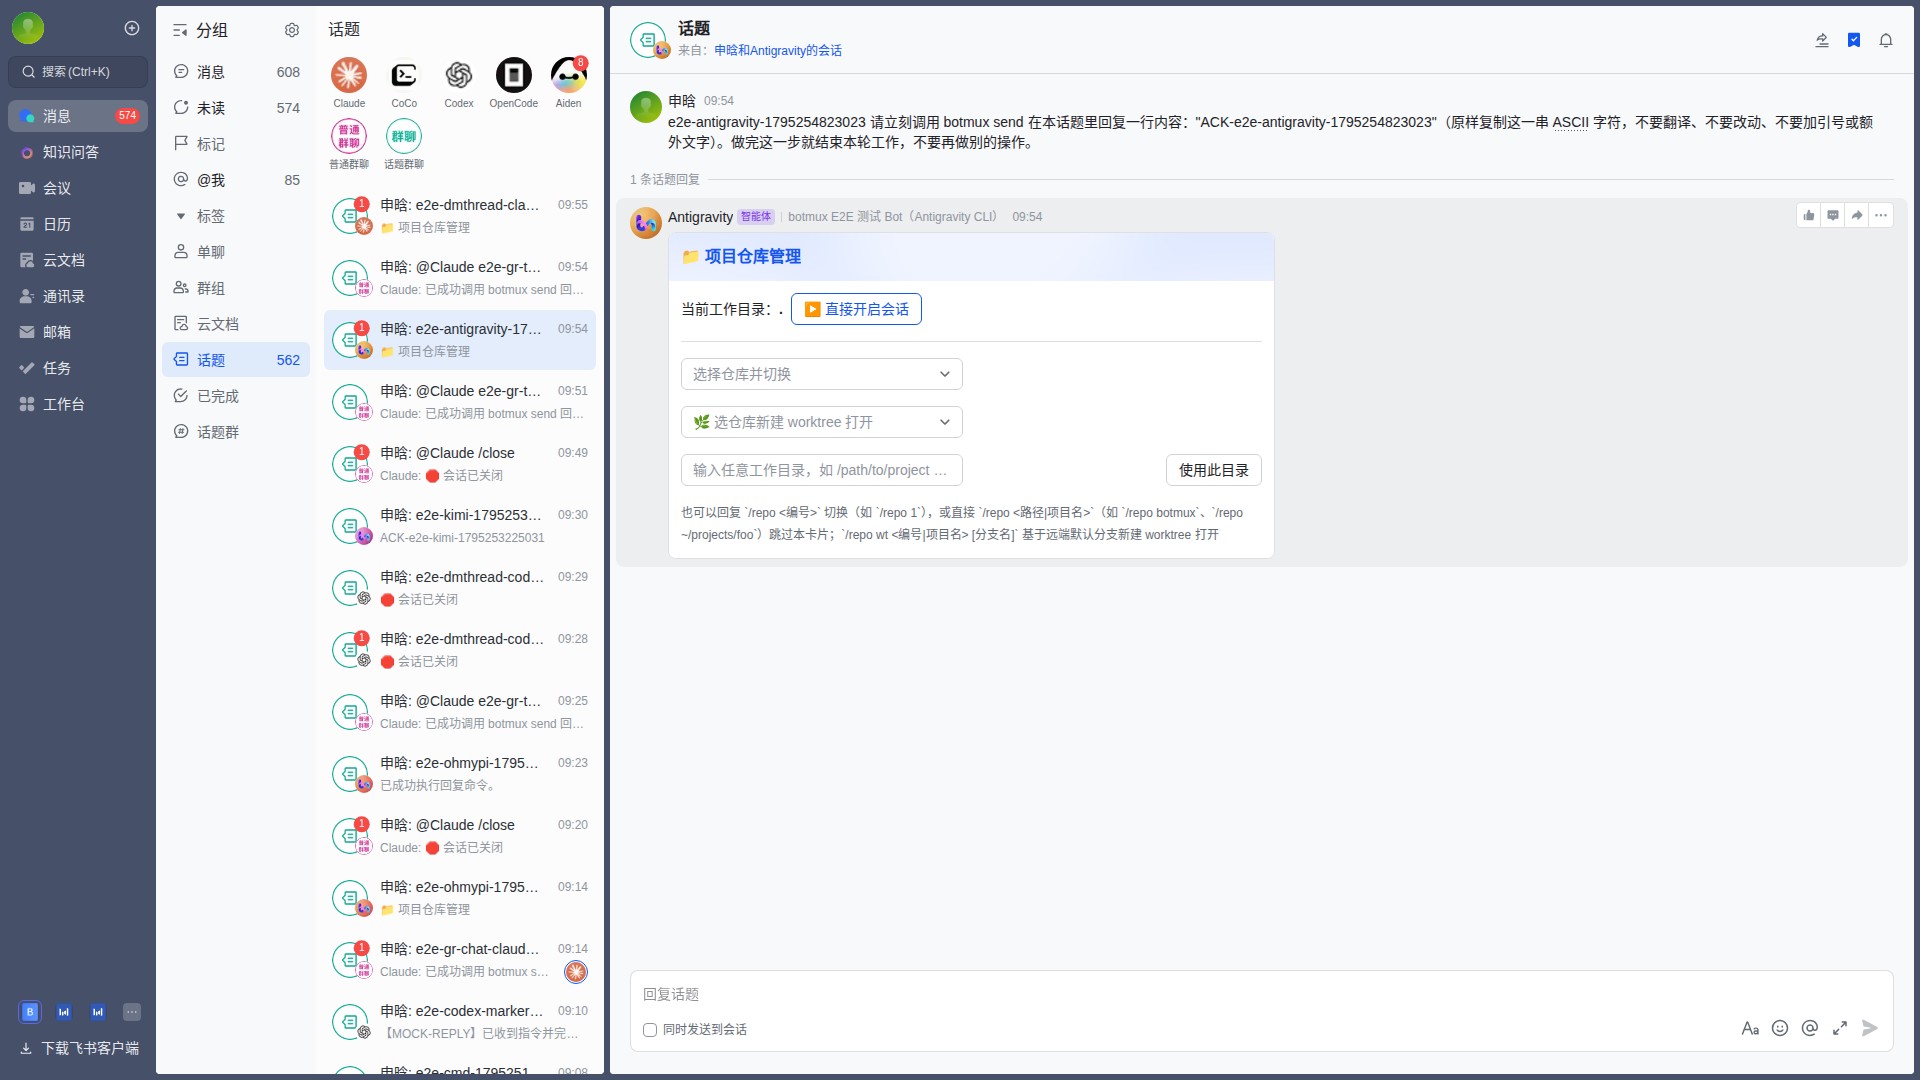 搜索 (Ctrl+K)
消息
574
知识问答
会议
日历
云文档
通讯录
邮箱
任务
工作台
下载飞书客户端
分组
消息 608
未读 574
标记
@我 85
标签
单聊
群组
云文档
话题 562
已完成
话题群
话题
Claude
CoCo
Codex
OpenCode
8
Aiden
普通群聊
普通群聊
群聊
话题群聊
1 申晗: e2e-dmthread-cla... 09:55
📁 项目仓库管理
申晗: @Claude e2e-gr-t... 09:54
Claude: 已成功调用 botmux send 回...
1 申晗: e2e-antigravity-17... 09:54
📁 项目仓库管理
申晗: @Claude e2e-gr-t... 09:51
Claude: 已成功调用 botmux send 回...
1 申晗: @Claude /close 09:49
Claude: 🛑 会话已关闭
申晗: e2e-kimi-1795253... 09:30
ACK-e2e-kimi-1795253225031
申晗: e2e-dmthread-cod... 09:29
🛑 会话已关闭
1 申晗: e2e-dmthread-cod... 09:28
🛑 会话已关闭
申晗: @Claude e2e-gr-t... 09:25
Claude: 已成功调用 botmux send 回...
申晗: e2e-ohmypi-1795... 09:23
已成功执行回复命令。
1 申晗: @Claude /close 09:20
Claude: 🛑 会话已关闭
申晗: e2e-ohmypi-1795... 09:14
📁 项目仓库管理
1 申晗: e2e-gr-chat-claud... 09:14
Claude: 已成功调用 botmux s...
申晗: e2e-codex-marker... 09:10
【MOCK-REPLY】已收到指令并完...
申晗: e2e-cmd-1795251 09:08
话题
来自：申晗和Antigravity的会话
申晗 09:54
e2e-antigravity-1795254823023 请立刻调用 botmux send 在本话题里回复一行内容："ACK-e2e-antigravity-1795254823023"（原样复制这一串 ASCII 字符，不要翻译、不要改动、不要加引号或额
外文字）。做完这一步就结束本轮工作，不要再做别的操作。
1 条话题回复
Antigravity 智能体 botmux E2E 测试 Bot（Antigravity CLI） 09:54
📁 项目仓库管理
当前工作目录：. ▶️ 直接开启会话
选择仓库并切换
🌿 选仓库新建 worktree 打开
输入任意工作目录，如 /path/to/project ... 使用此目录
也可以回复 `/repo <编号>` 切换（如 `/repo 1`），或直接 `/repo <路径|项目名>`（如 `/repo botmux`、`/repo
~/projects/foo`）跳过本卡片；`/repo wt <编号|项目名> [分支名]` 基于远端默认分支新建 worktree 打开
回复话题
同时发送到会话